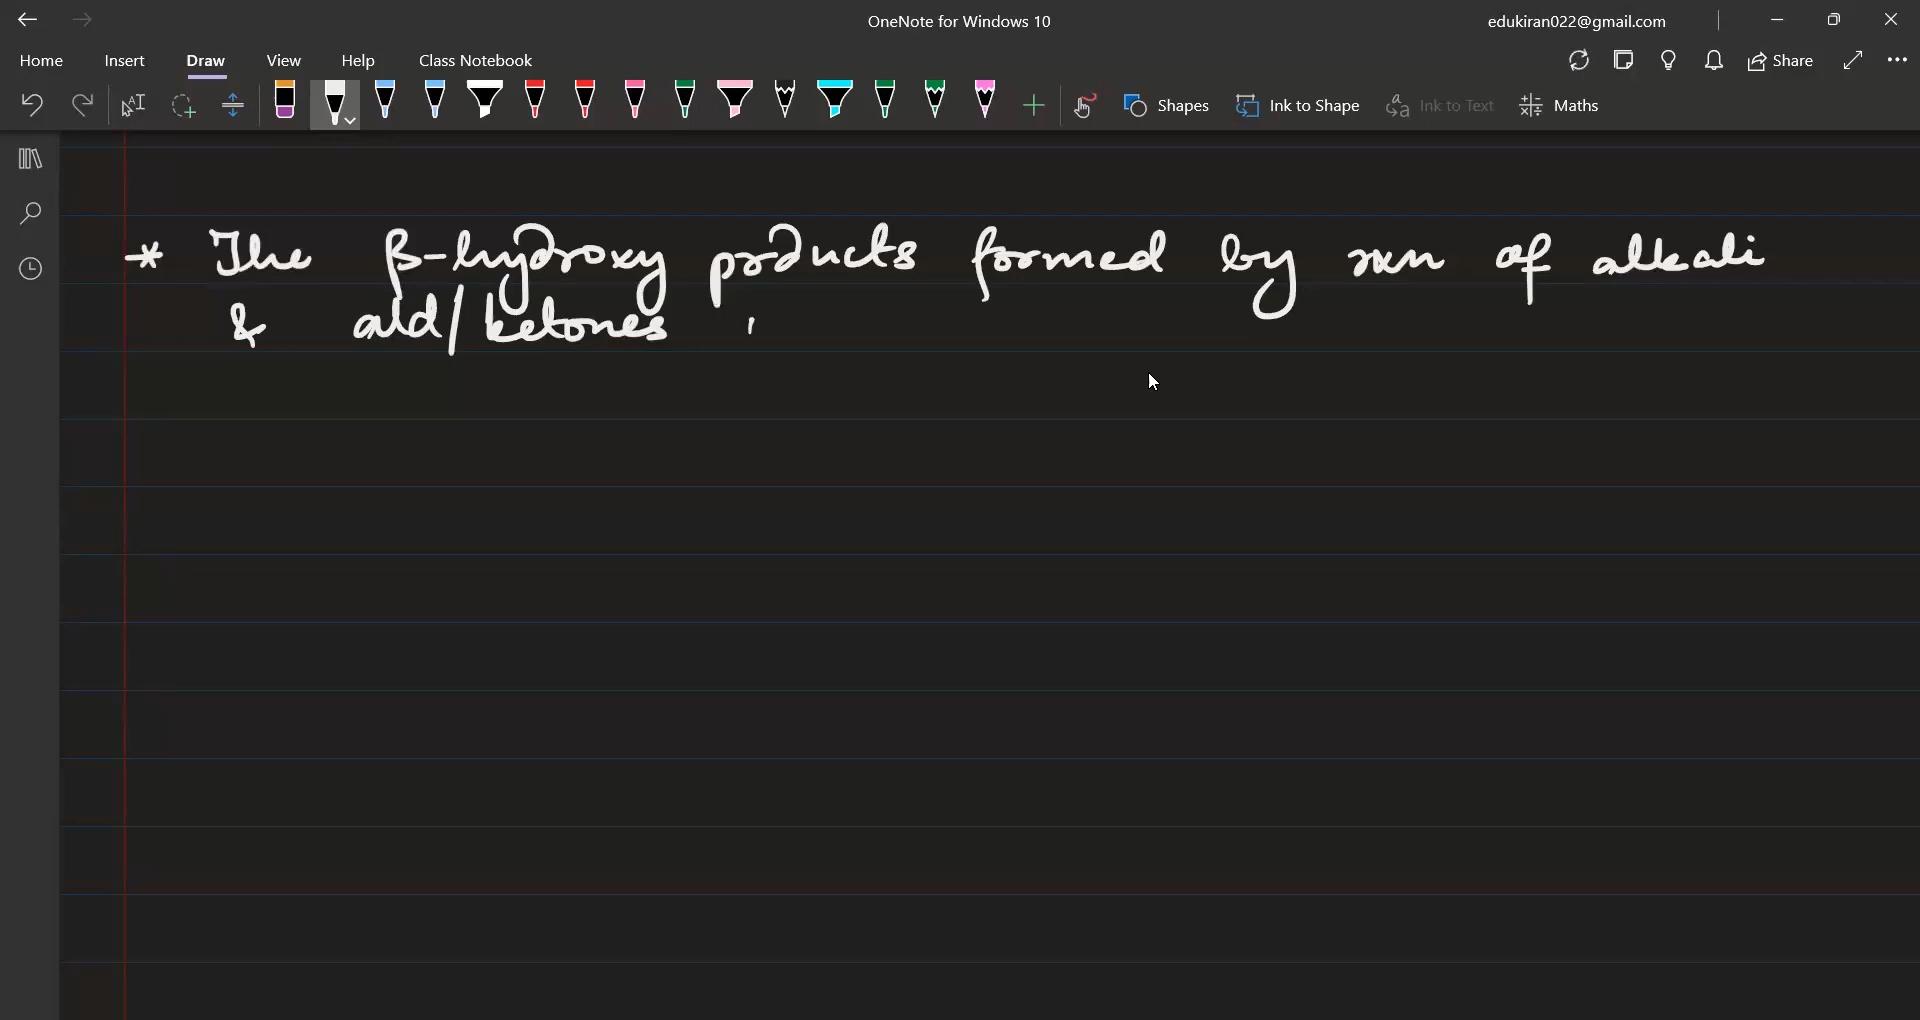 OneNote for Windows 10
edukiran022@gmail.com
Home Insert Draw View Help Class Notebook Share
Shapes Ink to Shape Ink to Text Maths
* The β-hydroxy products formed by rxn of alkali
& ald/ketones